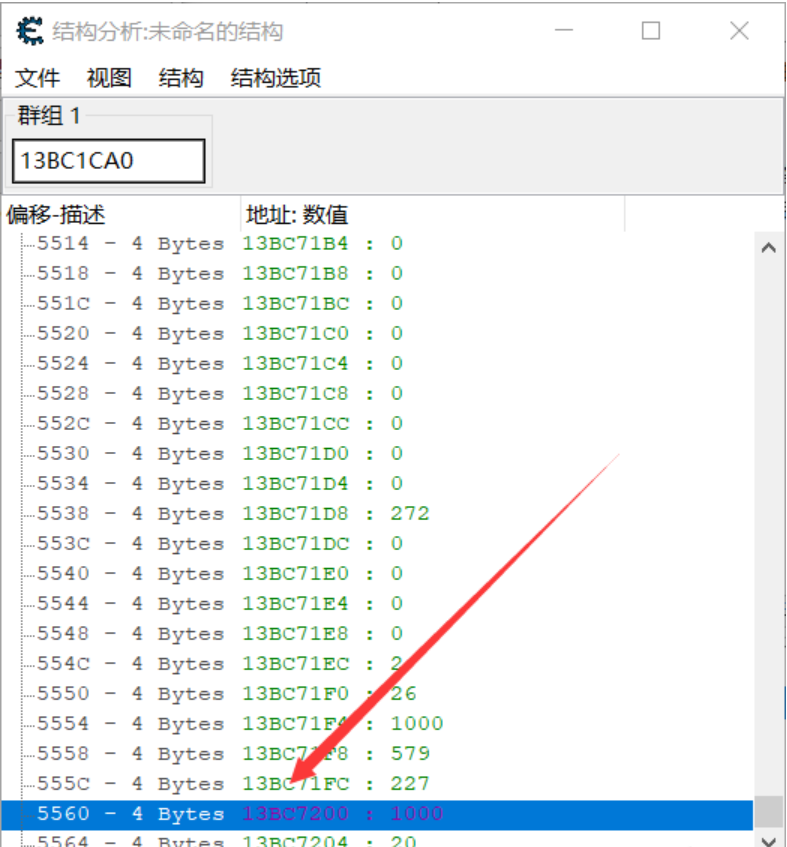 结构分析:未命名的结构
文件 视图 结构 结构选项
群组 1
13BC1CA0
偏移-描述 地址: 数值
5514 - 4 Bytes 13BC71B4 : 0
5518 - 4 Bytes 13BC71B8 : 0
551C - 4 Bytes 13BC71BC : 0
5520 - 4 Bytes 13BC71C0 : 0
5524 - 4 Bytes 13BC71C4 : 0
5528 - 4 Bytes 13BC71C8 : 0
552C - 4 Bytes 13BC71CC : 0
5530 - 4 Bytes 13BC71D0 : 0
5534 - 4 Bytes 13BC71D4 : 0
5538 - 4 Bytes 13BC71D8 : 272
553C - 4 Bytes 13BC71DC : 0
5540 - 4 Bytes 13BC71E0 : 0
5544 - 4 Bytes 13BC71E4 : 0
5548 - 4 Bytes 13BC71E8 : 0
554C - 4 Bytes 13BC71EC : 2
5550 - 4 Bytes 13BC71F0 : 26
5554 - 4 Bytes 13BC71F4 : 1000
5558 - 4 Bytes 13BC71F8 : 579
555C - 4 Bytes 13BC71FC : 227
5560 - 4 Bytes 13BC7200 : 1000
5564 - 4 Bytes 13BC7204 : 20